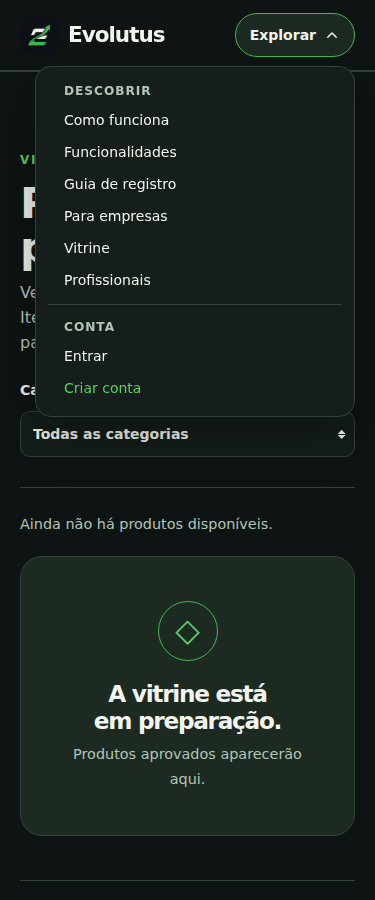 Evolutus
Explorar
DESCOBRIR
Como funciona
Funcionalidades
Guia de registro
Para empresas
Vitrine
Profissionais
CONTA
Entrar
Criar conta
Todas as categorias
Ainda não há produtos disponíveis.
A vitrine está
em preparação.
Produtos aprovados aparecerão
aqui.